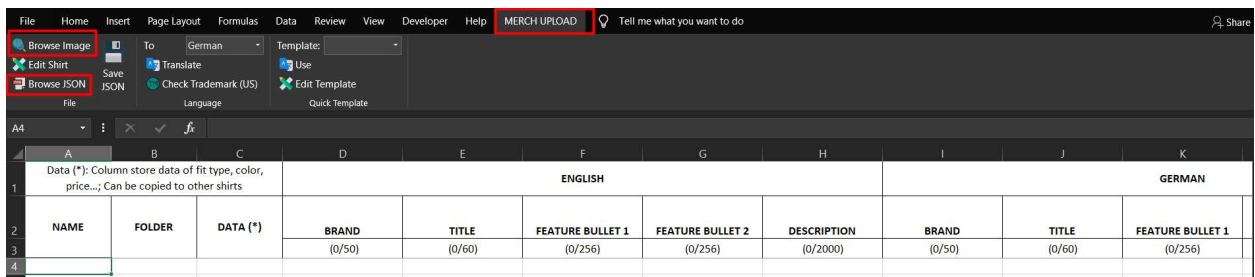 File Home Insert Page Layout Formulas Data Review View Developer Help MERCH UPLOAD Tell me what you want to do Share
Browse Image To German Template:
Edit Shirt Save JSON Translate Use
Browse JSON Check Trademark (US) Edit Template
File Language Quick Template
A4 fx
A B C D E F G H I J K
1 Data (*): Column store data of fit type, color, price...; Can be copied to other shirts ENGLISH GERMAN
2 NAME FOLDER DATA (*) BRAND TITLE FEATURE BULLET 1 FEATURE BULLET 2 DESCRIPTION BRAND TITLE FEATURE BULLET 1
3 (0/50) (0/60) (0/256) (0/256) (0/2000) (0/50) (0/60) (0/256)
4